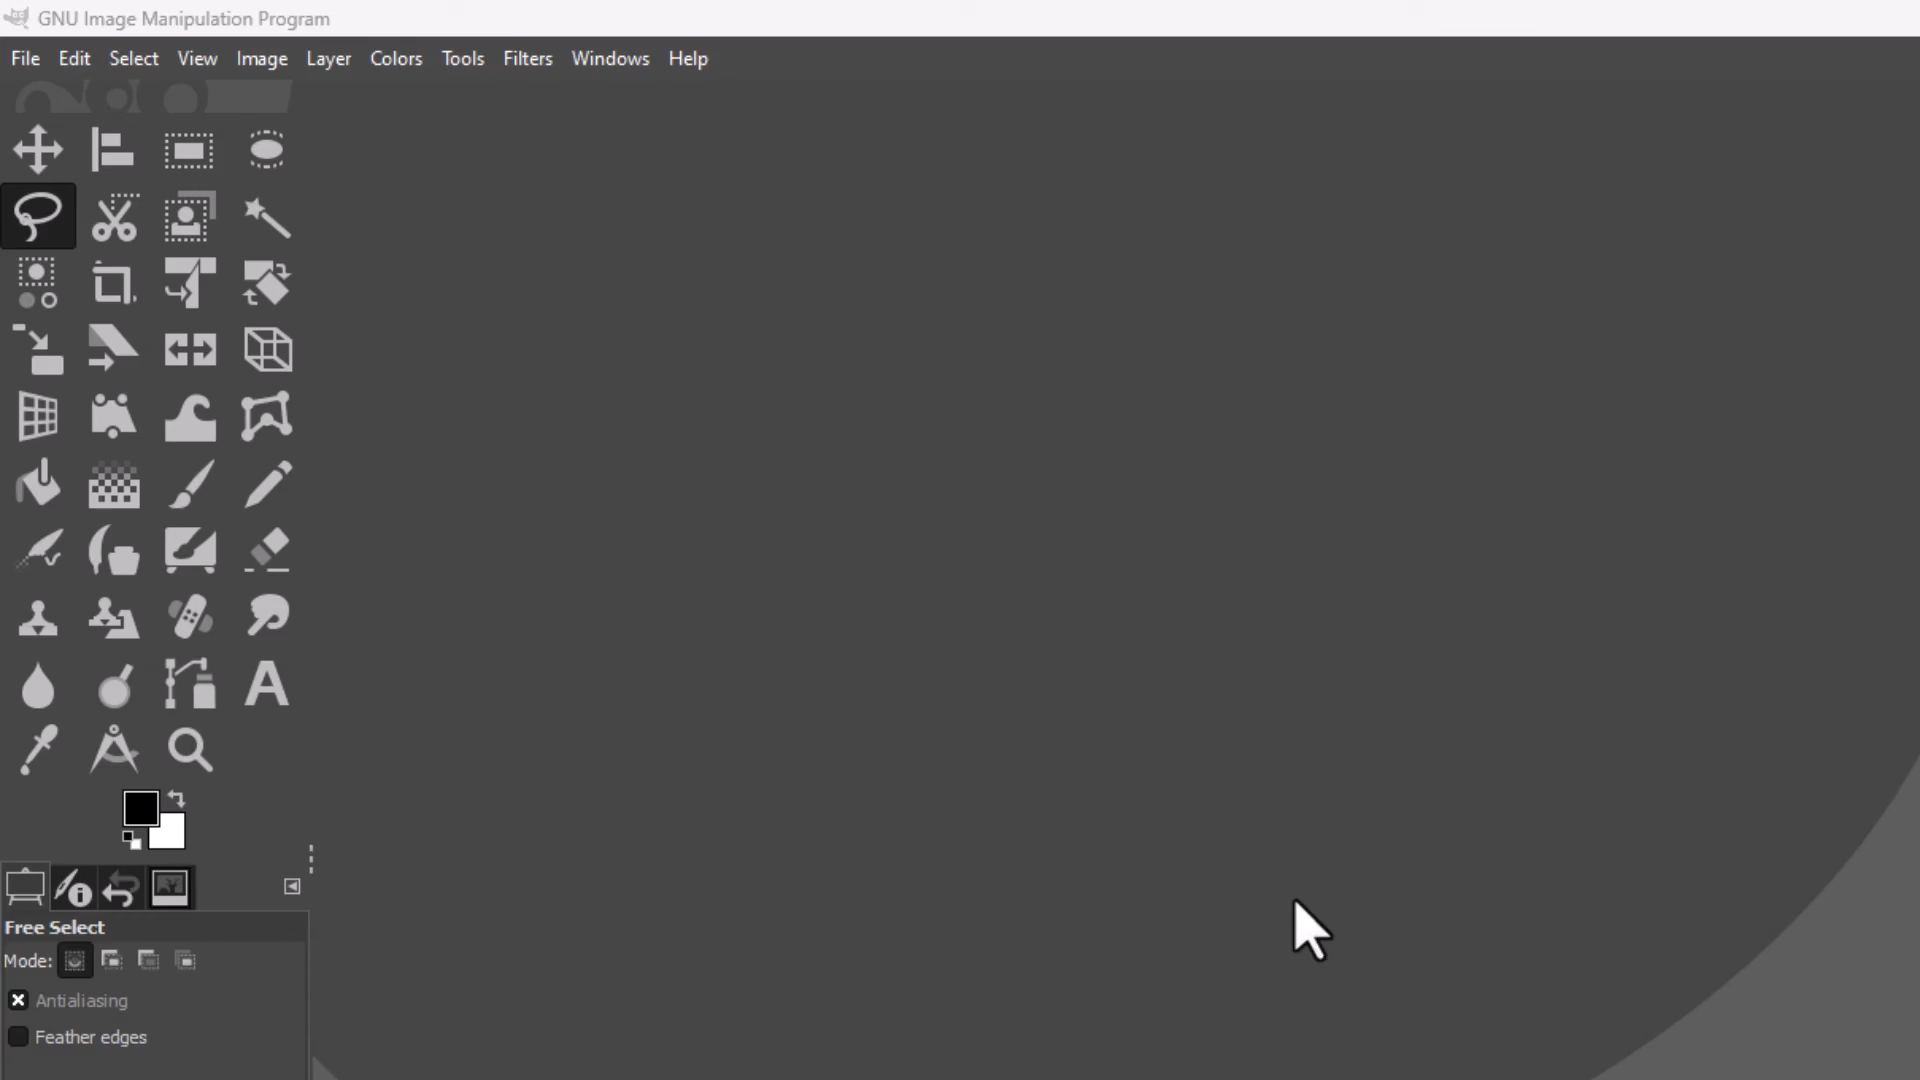 GNU Image Manipulation Program
File Edit Select View Image Layer Colors Tools Filters Windows Help
Free Select
Mode:
Antialiasing
Feather edges